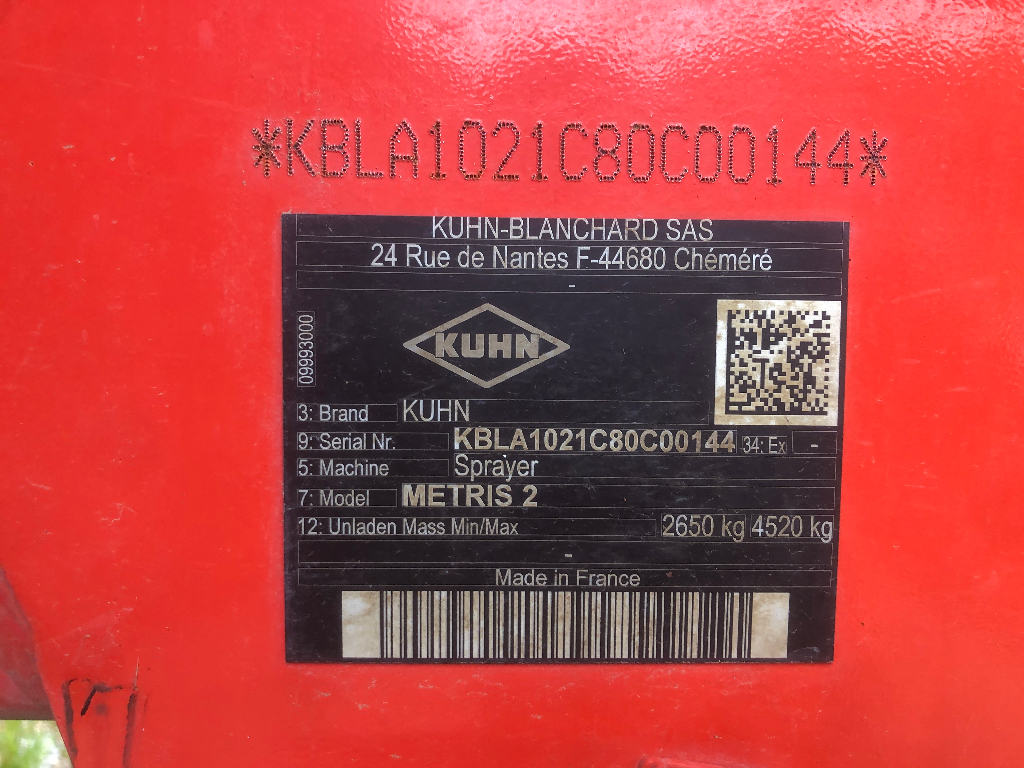 *KBLA1021C80C00144*
KUHN-BLANCHARD SAS
24 Rue de Nantes F-44680 Chéméré
-
09993000
KUHN
3: Brand KUHN
9: Serial Nr. KBLA1021C80C00144 34: Ex -
5: Machine Sprayer
7: Model METRIS 2
12: Unladen Mass Min/Max 2650 kg 4520 kg
-
Made in France